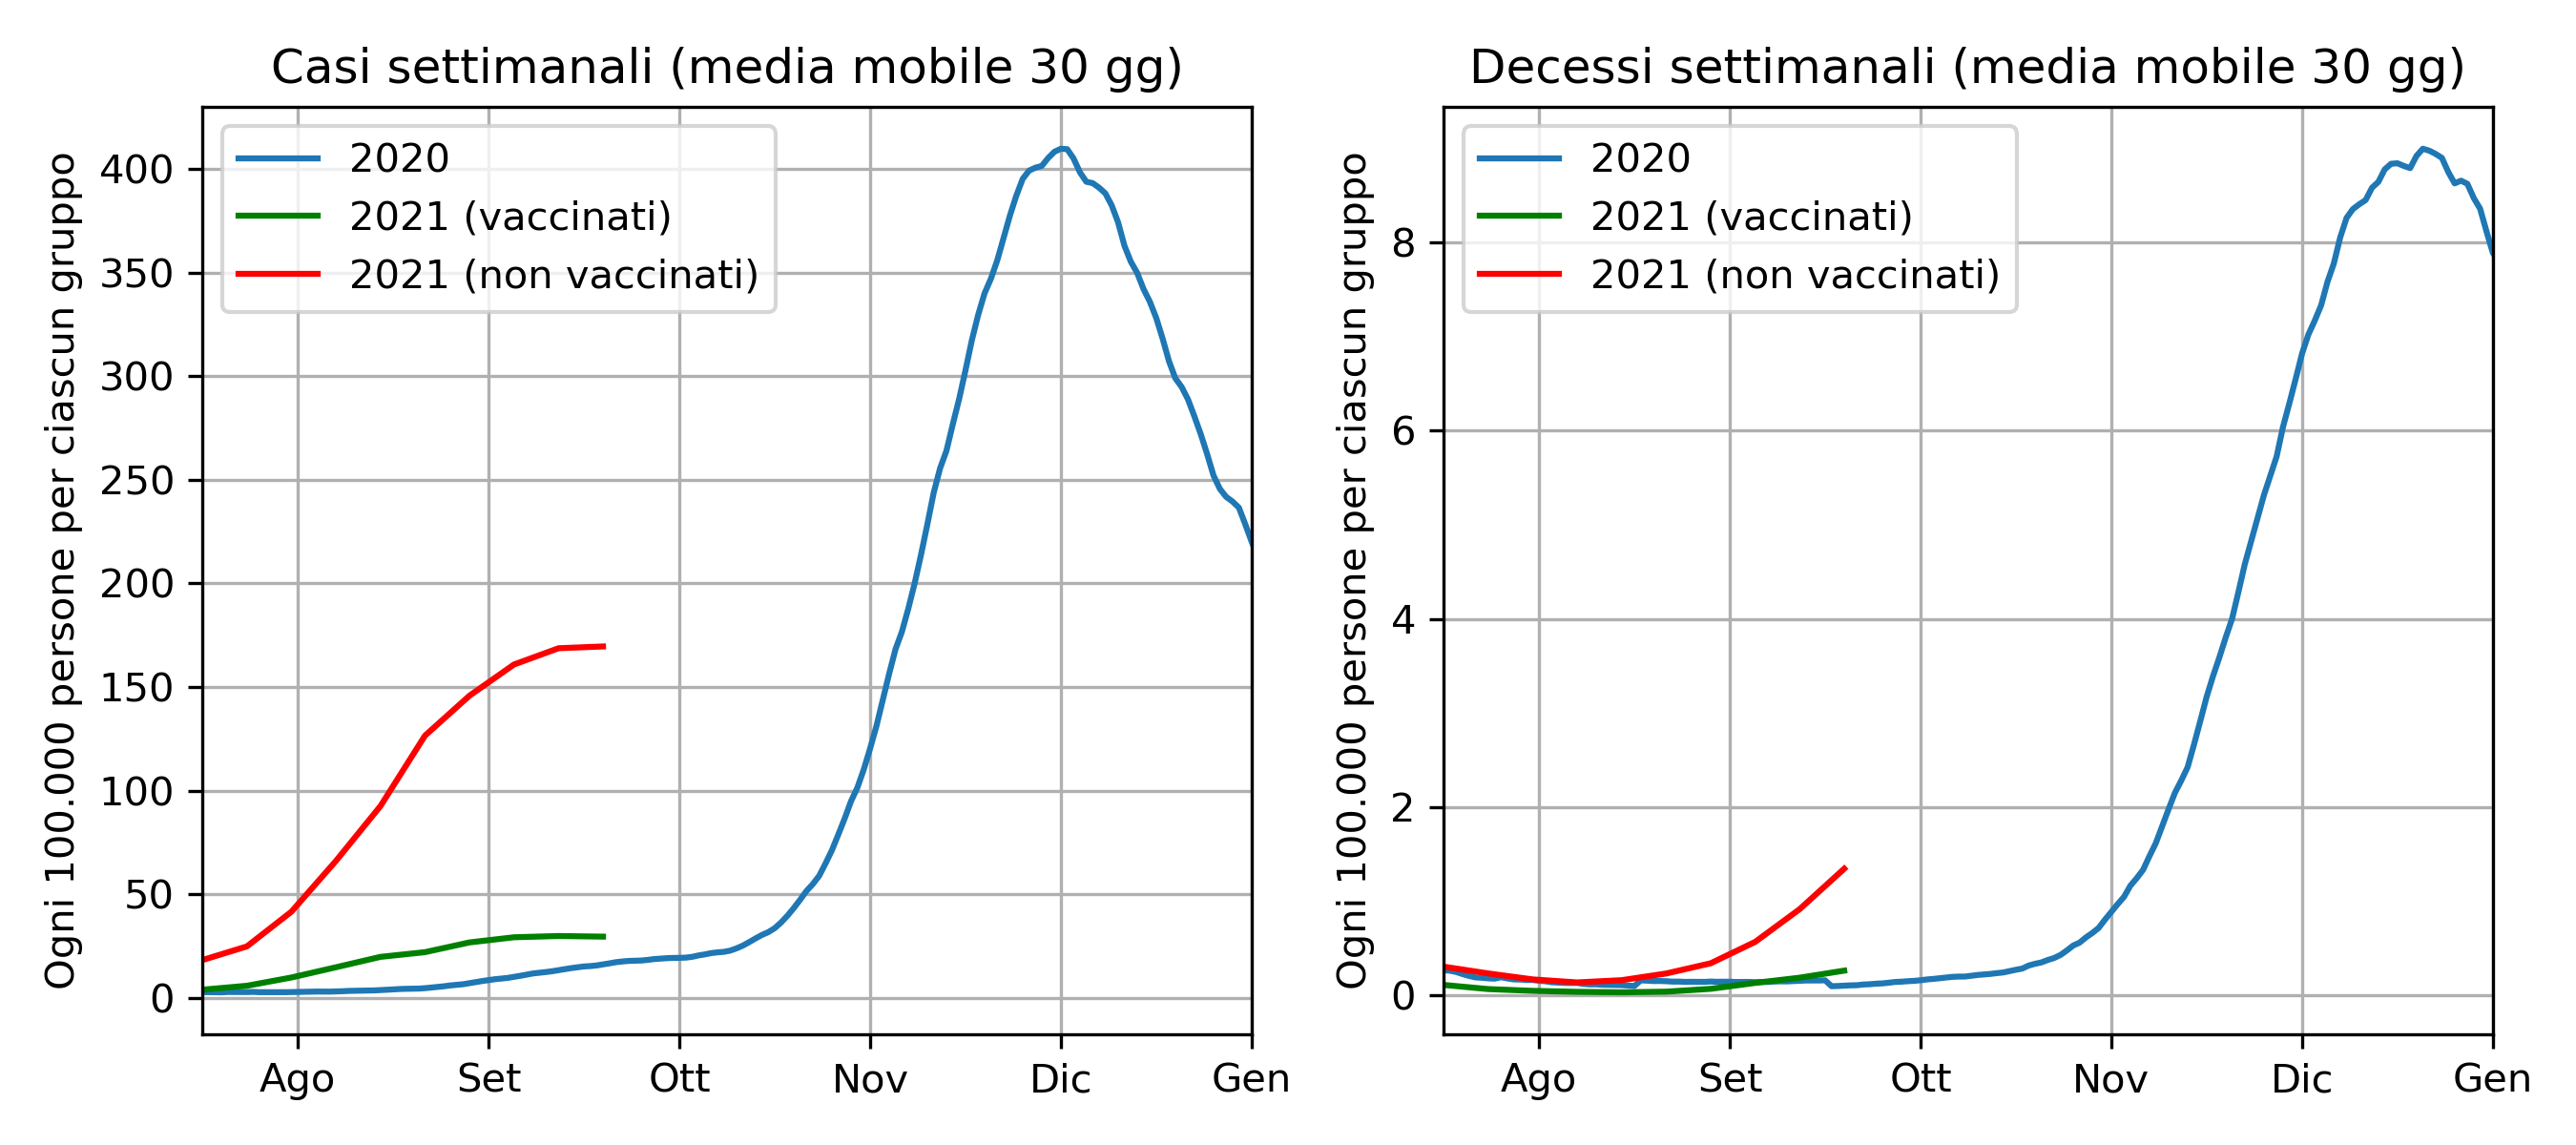 Casi settimanali (media mobile 30 gg)
Ogni 100.000 persone per ciascun gruppo
400
350
300
250
200
150
100
50
0
2020
2021 (vaccinati)
2021 (non vaccinati)
Ago Set Ott Nov Dic Gen
Decessi settimanali (media mobile 30 gg)
Ogni 100.000 persone per ciascun gruppo
8
6
4
2
0
2020
2021 (vaccinati)
2021 (non vaccinati)
Ago Set Ott Nov Dic Gen